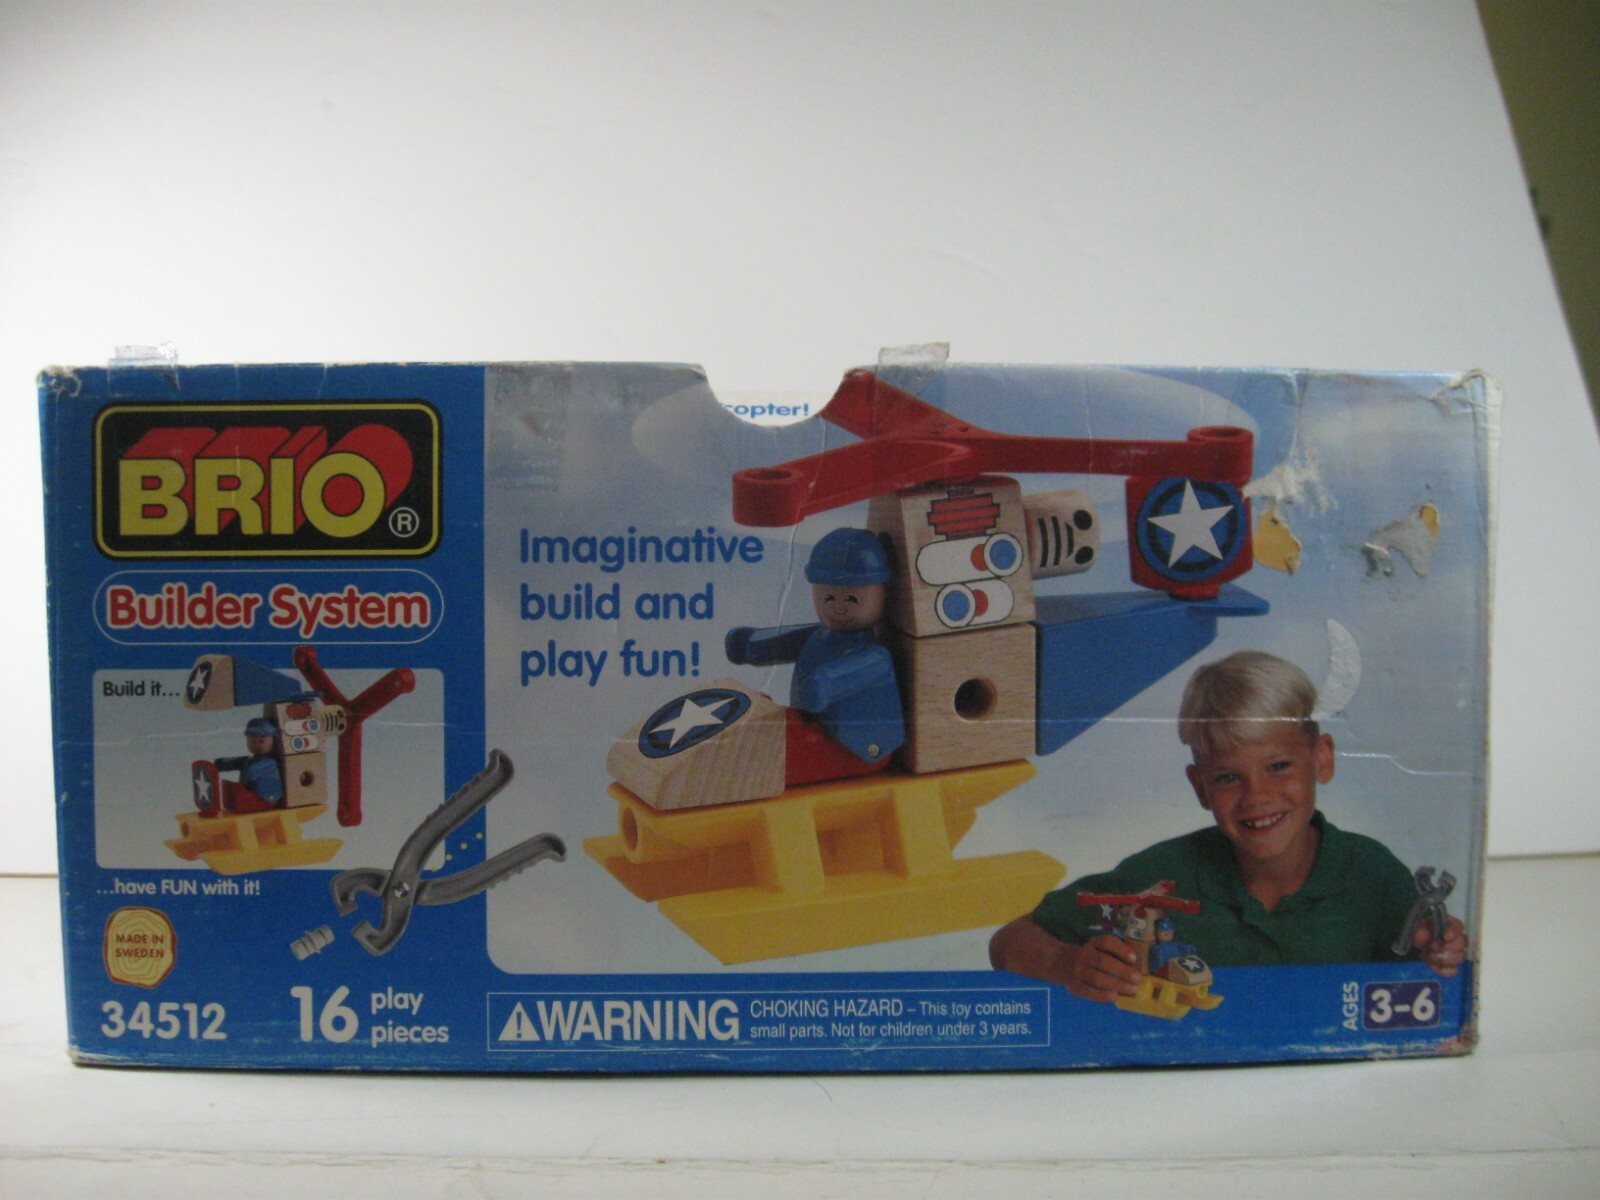 copter!
BRIO®
Builder System
Imaginative
build and
play fun!
Build it...
...have FUN with it!
MADE IN
SWEDEN
34512
16 play
pieces
WARNING
CHOKING HAZARD – This toy contains
small parts. Not for children under 3 years.
AGES
3-6